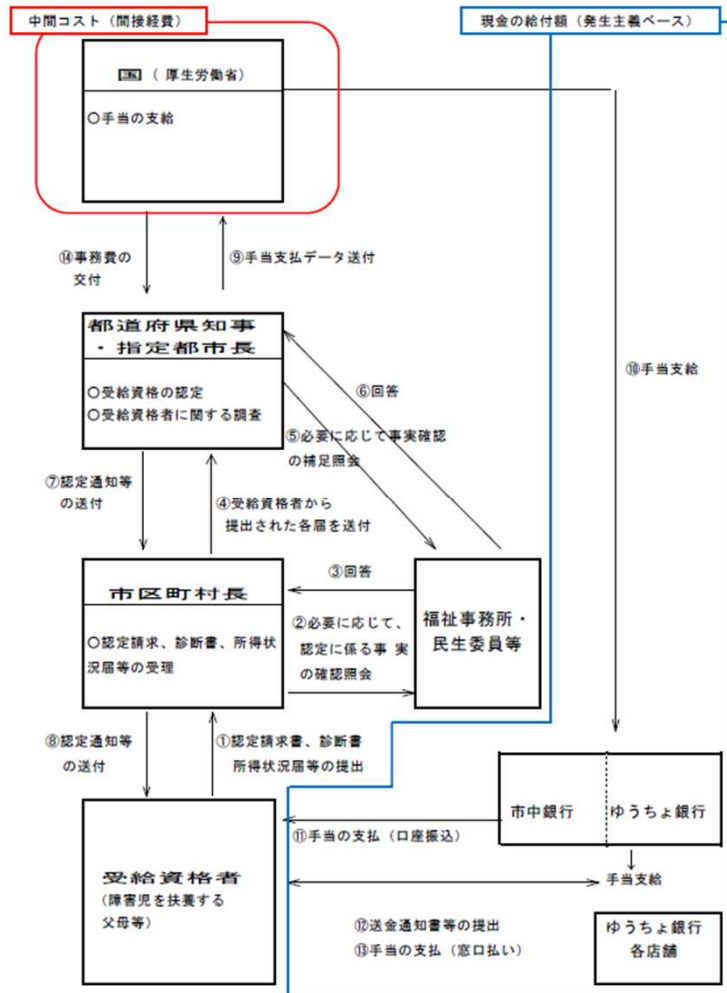 中間コスト（間接経費）
現金の給付額（発生主義ベース）
国（ 厚生労働省）
○手当の支給
⑭事務費の
交付
⑨手当支払データ送付
都道府県知事
・指定都市長
○受給資格の認定
○受給資格者に関する調査
⑥回答
⑩手当支給
⑤必要に応じて事実確認
の補足照会
⑦認定通知等
の送付
④受給資格者から
提出された各届を送付
市区町村長
○認定請求、診断書、所得状
況届等の受理
③回答
②必要に応じて、
認定に係る事 実
の確認照会
福祉事務所・
民生委員等
⑧認定通知等
の送付
①認定請求書、診断書
所得状況届等の提出
市中銀行
ゆうちょ銀行
⑪手当の支払（口座振込）
受給資格者
(障害児を扶養する
父母等)
手当支給
⑫送金通知書等の提出
⑬手当の支払（窓口払い）
ゆうちょ銀行
各店舗